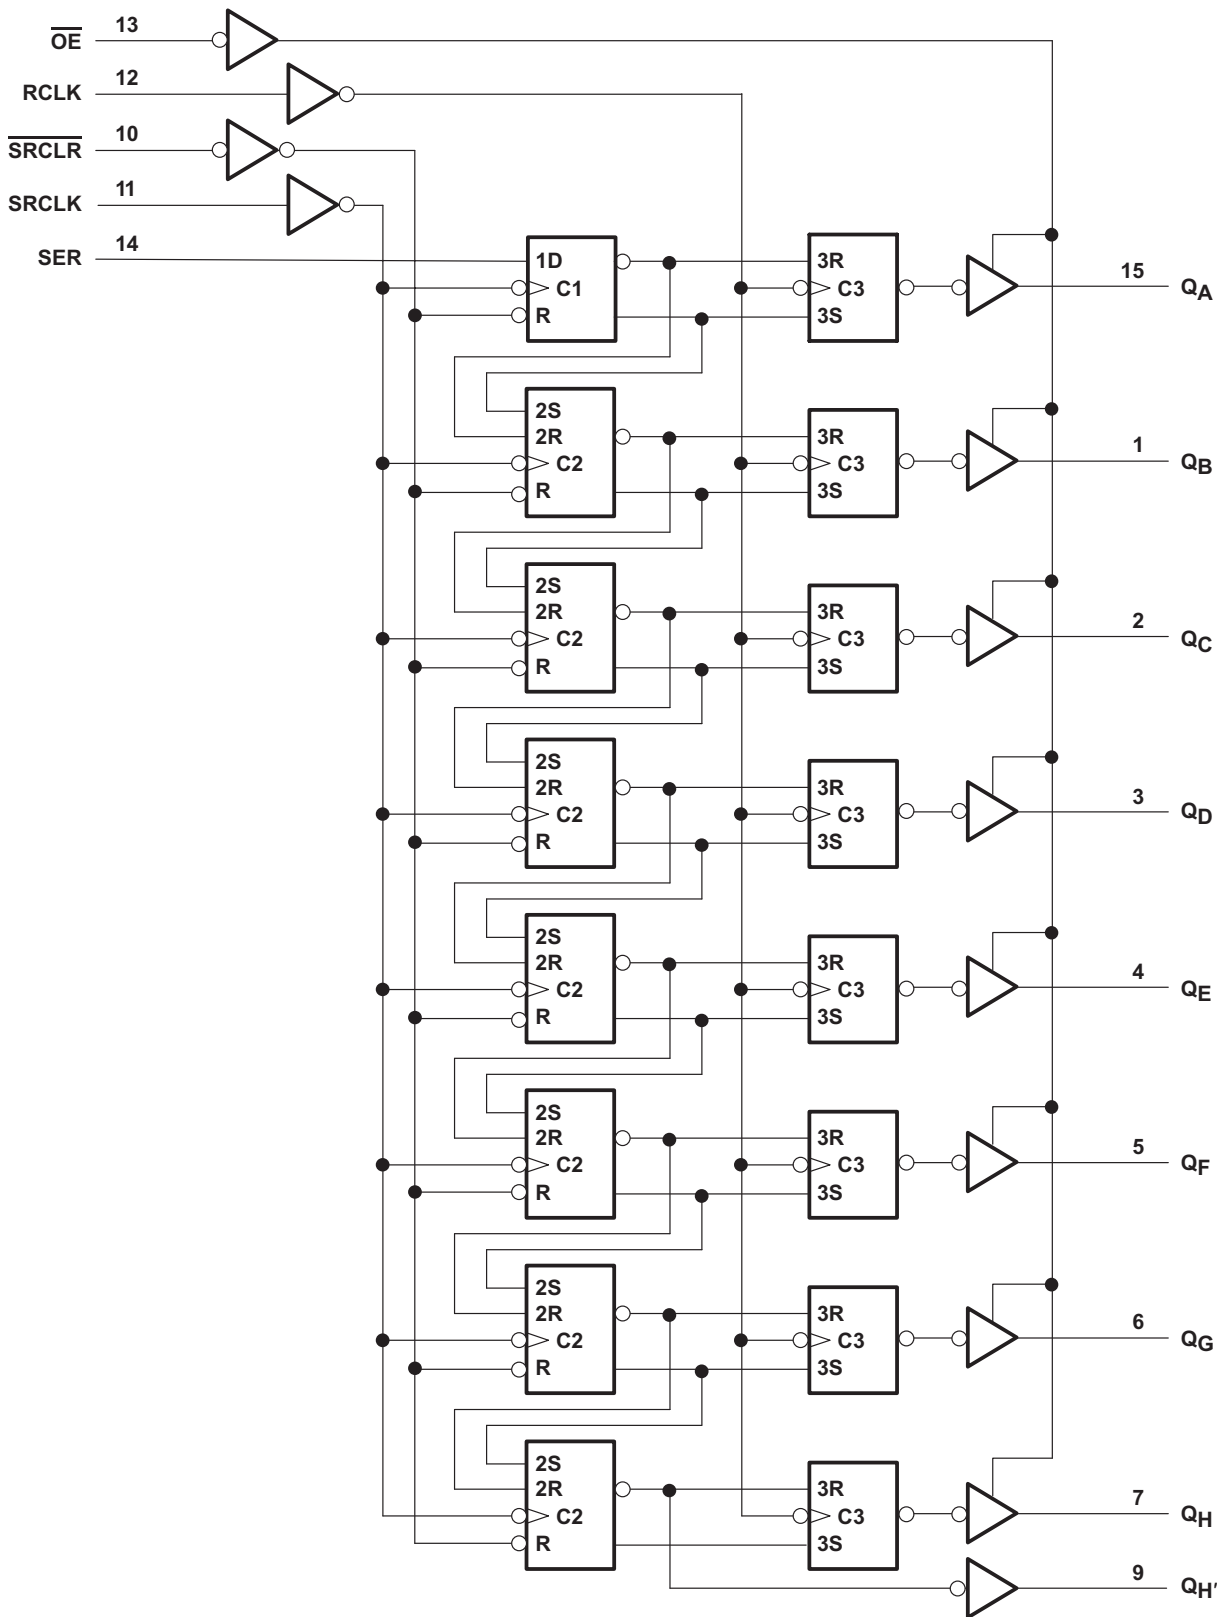 OE 13
RCLK 12
SRCLR 10
SRCLK 11
SER 14
1D
C1
R
3R
C3
3S
15 QA
2S
2R
C2
R
3R
C3
3S
1 QB
2S
2R
C2
R
3R
C3
3S
2 QC
2S
2R
C2
R
3R
C3
3S
3 QD
2S
2R
C2
R
3R
C3
3S
4 QE
2S
2R
C2
R
3R
C3
3S
5 QF
2S
2R
C2
R
3R
C3
3S
6 QG
2S
2R
C2
R
3R
C3
3S
7 QH
9 QH′